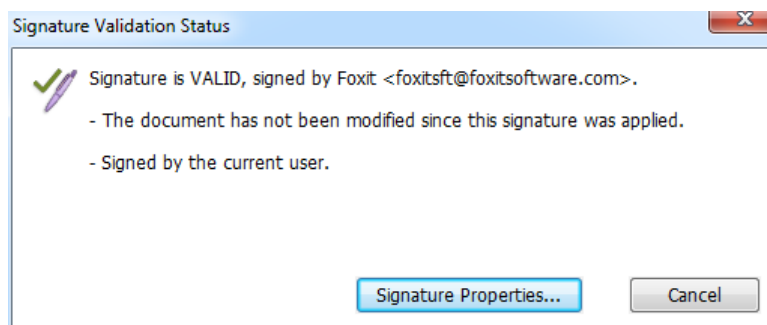 Signature Validation Status
Signature is VALID, signed by Foxit <foxitsft@foxitsoftware.com>.
- The document has not been modified since this signature was applied.
- Signed by the current user.
Signature Properties... Cancel